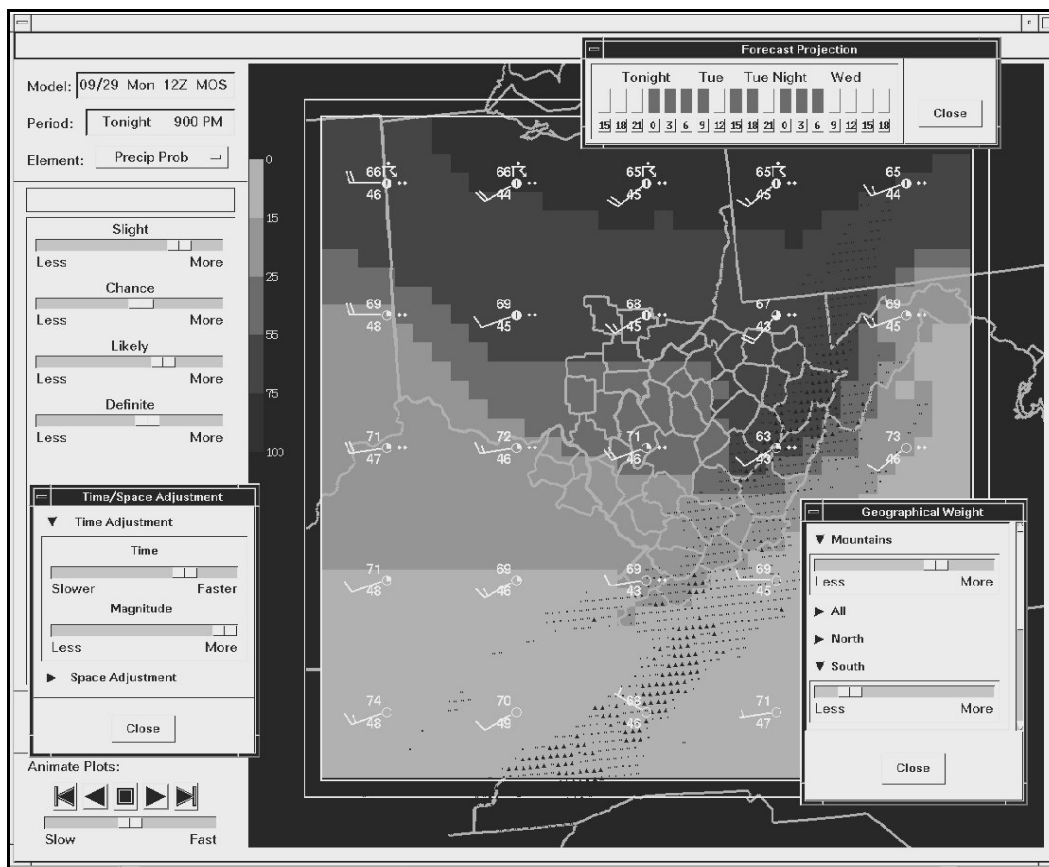 Forecast Projection
Tonight Tue Tue Night Wed
15 18 21 0 3 6 9 12 15 18 21 0 3 6 9 12 15 18
Close
Model: 09/29 Mon 12Z MOS
Period: Tonight 900 PM
Element: Precip Prob
Slight
Less More
Chance
Less More
Likely
Less More
Definite
Less More
0
15
25
55
75
100
66 66 65 65 65
46 44 45 45 44
69 69 68 67 69
48 45 45 43 45
71 72 71 63 73
47 46 46 43 46
71 69 69 69
48 46 43 45
74 70 68 71
48 49 46 47
Time/Space Adjustment
Time Adjustment
Time
Slower Faster
Magnitude
Less More
Space Adjustment
Close
Geographical Weight
Mountains
Less More
All
North
South
Less More
Close
Animate Plots:
Slow Fast